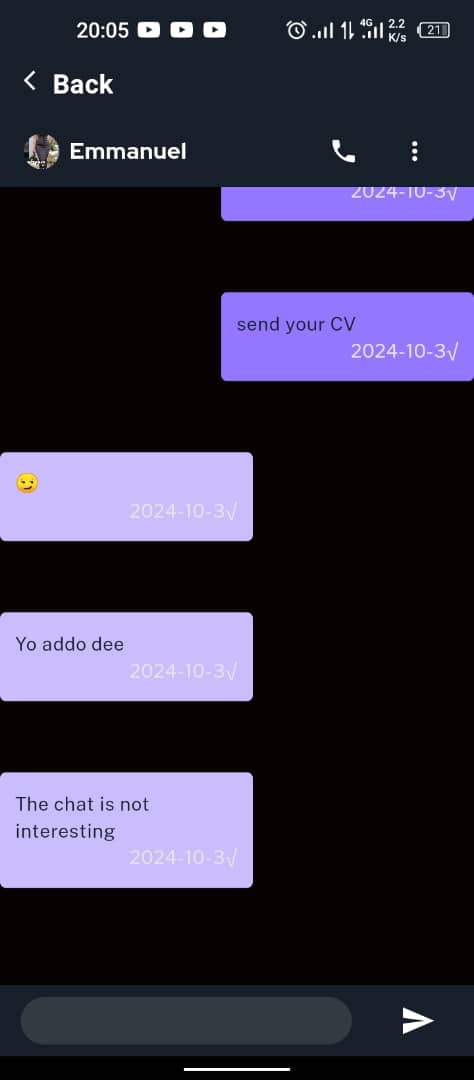 20:05 4G 2.2 K/s 21
Back
Emmanuel
2024-10-3√
send your CV
2024-10-3√
😏
2024-10-3√
Yo addo dee
2024-10-3√
The chat is not
interesting
2024-10-3√